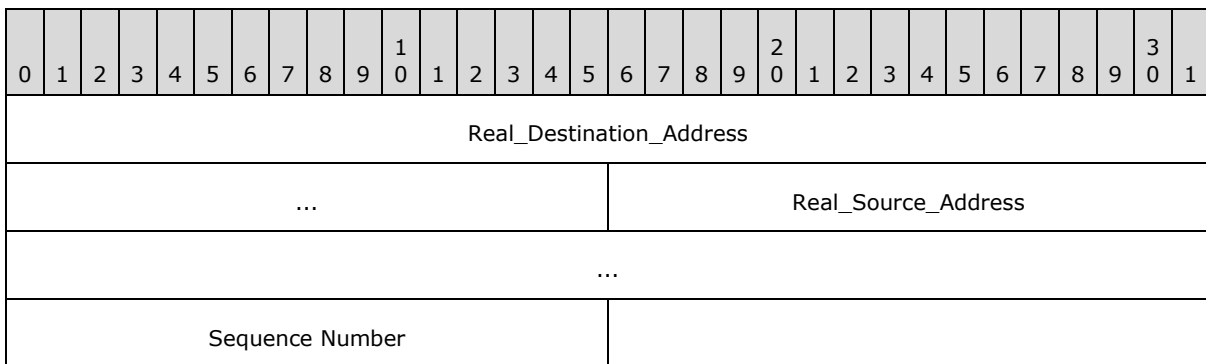 1 2 3
0 1 2 3 4 5 6 7 8 9 0 1 2 3 4 5 6 7 8 9 0 1 2 3 4 5 6 7 8 9 0 1
Real_Destination_Address
... Real_Source_Address
...
Sequence Number